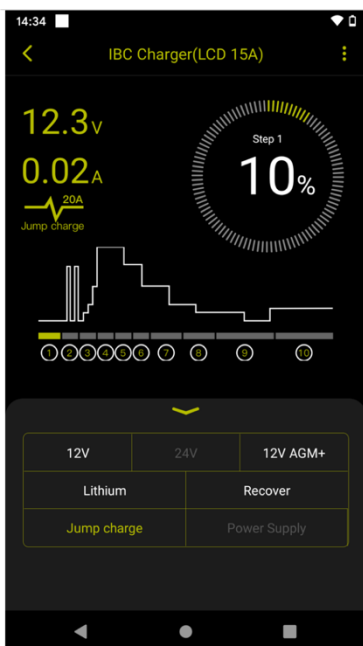 14:34
IBC Charger(LCD 15A)
12.3V
0.02A
20A
Jump charge
Step 1
10%
1 2 3 4 5 6 7 8 9 10
12V 24V 12V AGM+
Lithium Recover
Jump charge Power Supply